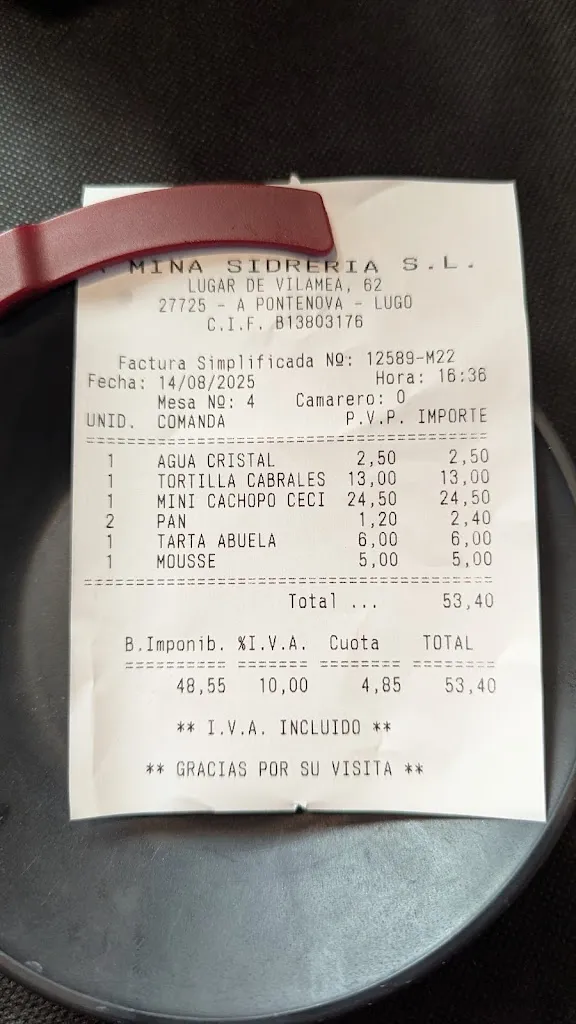 MINA SIDRERIA S.L.
LUGAR DE VILAMEA, 62
27725 - A PONTENOVA - LUGO
C.I.F. B13803176
Factura Simplificada Nº: 12589-M22
Fecha: 14/08/2025 Hora: 16:36
Mesa Nº: 4 Camarero: 0
UNID. COMANDA P.V.P. IMPORTE
1 AGUA CRISTAL 2,50 2,50
1 TORTILLA CABRALES 13,00 13,00
1 MINI CACHOPO CECI 24,50 24,50
2 PAN 1,20 2,40
1 TARTA ABUELA 6,00 6,00
1 MOUSSE 5,00 5,00
Total ... 53,40
B.Imponib. %I.V.A. Cuota TOTAL
48,55 10,00 4,85 53,40
** I.V.A. INCLUIDO **
** GRACIAS POR SU VISITA **